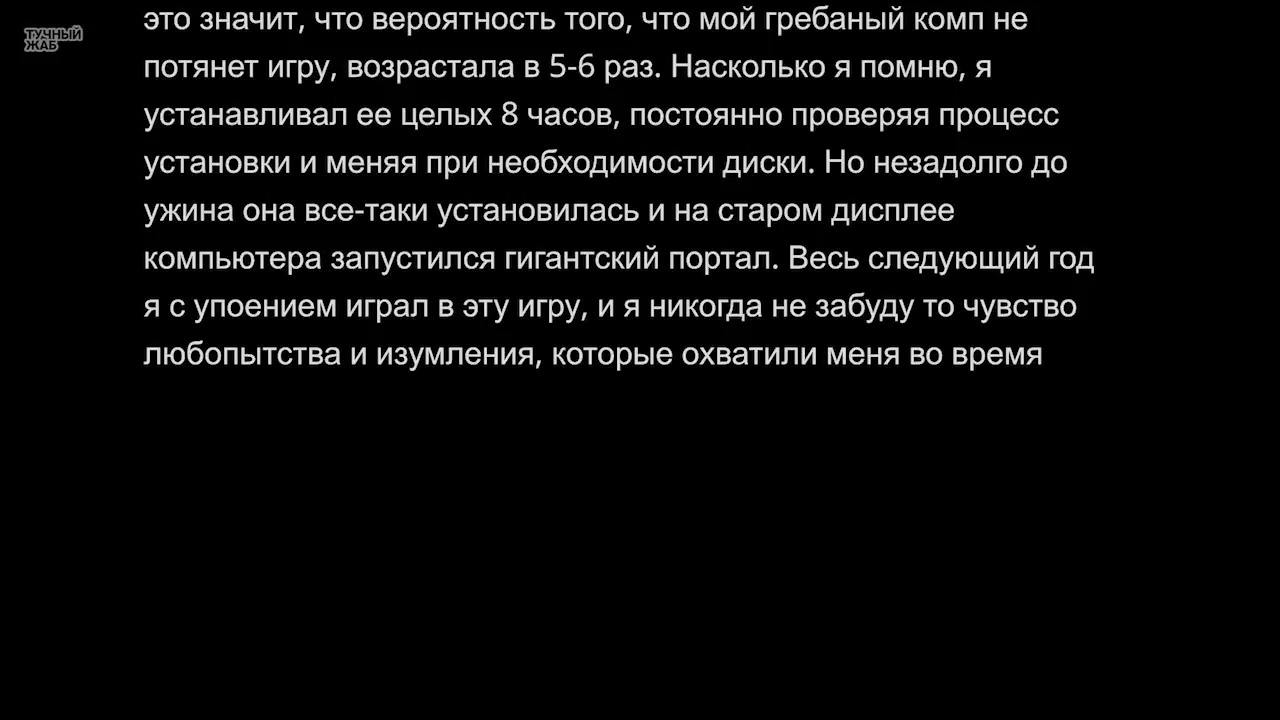 ТУЧНЫЙ
ЖАБ
это значит, что вероятность того, что мой гребаный комп не
потянет игру, возрастала в 5-6 раз. Насколько я помню, я
устанавливал ее целых 8 часов, постоянно проверяя процесс
установки и меняя при необходимости диски. Но незадолго до
ужина она все-таки установилась и на старом дисплее
компьютера запустился гигантский портал. Весь следующий год
я с упоением играл в эту игру, и я никогда не забуду то чувство
любопытства и изумления, которые охватили меня во время